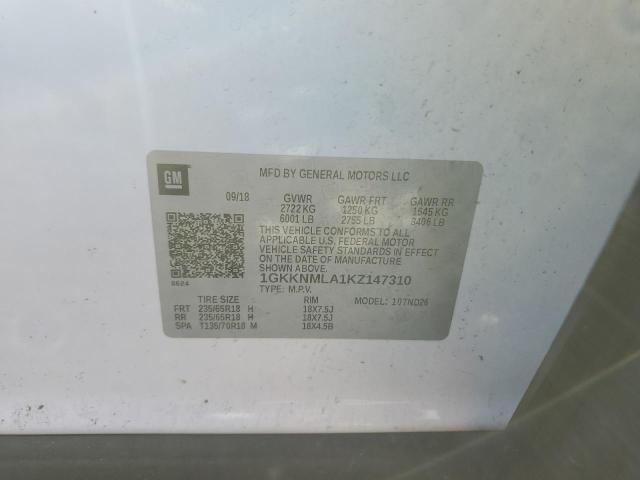 GM
MFD BY GENERAL MOTORS LLC
09/18 GVWR GAWR FRT GAWR RR
2722 KG 1250 KG 1545 KG
6001 LB 2755 LB 3406 LB
THIS VEHICLE CONFORMS TO ALL
APPLICABLE U.S. FEDERAL MOTOR
VEHICLE SAFETY STANDARDS IN EFFECT
ON THE DATE OF MANUFACTURE
SHOWN ABOVE.
1GKKNMLA1KZ147310
TYPE: M.P.V.
8624
TIRE SIZE RIM MODEL: 107ND26
FRT 235/65R18 H 18X7.5J
RR 235/65R18 H 18X7.5J
SPA T135/70R18 M 18X4.5B